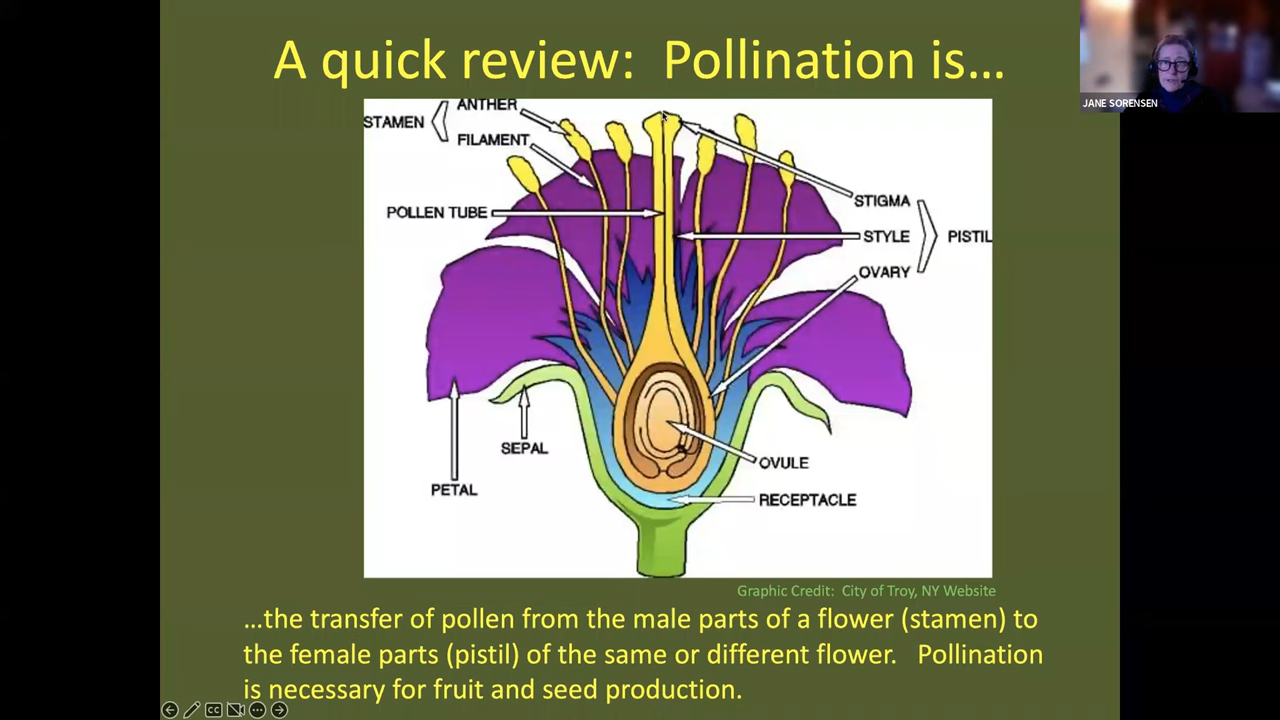 A quick review:  Pollination is...
JANE SORENSEN
ANTHER
STAMEN
FILAMENT
POLLEN TUBE
STIGMA
STYLE
PISTIL
OVARY
SEPAL
OVULE
PETAL
RECEPTACLE
Graphic Credit:  City of Troy, NY Website
...the transfer of pollen from the male parts of a flower (stamen) to
the female parts (pistil) of the same or different flower.   Pollination
is necessary for fruit and seed production.
CC